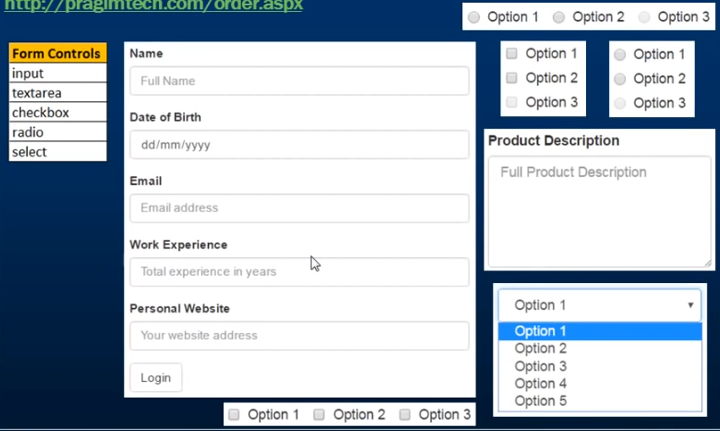 http://pragimtech.com/order.aspx
Option 1 Option 2 Option 3
Form Controls
input
textarea
checkbox
radio
select
Name
Full Name
Date of Birth
dd/mm/yyyy
Email
Email address
Work Experience
Total experience in years
Personal Website
Your website address
Login
Option 1
Option 2
Option 3
Option 1
Option 2
Option 3
Product Description
Full Product Description
Option 1
Option 1
Option 2
Option 3
Option 4
Option 5
Option 1 Option 2 Option 3